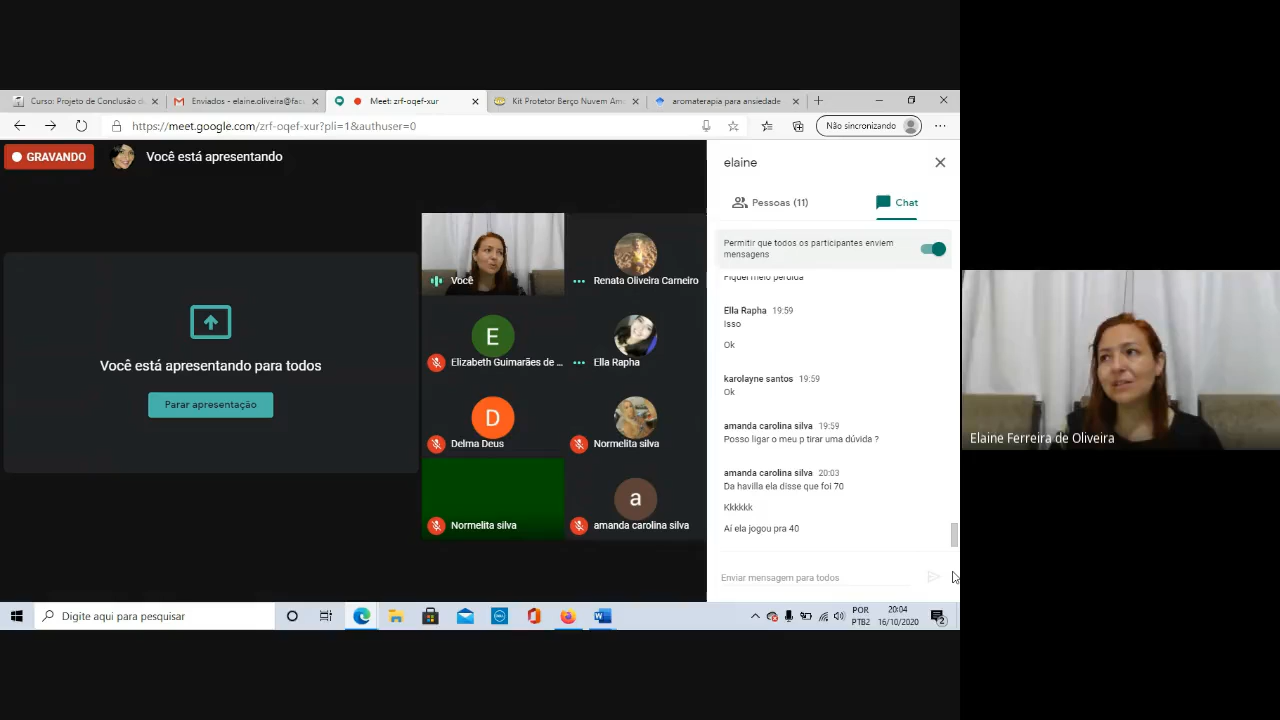 Curso: Projeto de Conclusão d
Enviados - elaine.oliveira@fac
Meet: zrf-oqef-xur
Kit Protetor Berço Nuvem Am
aromaterapia para ansiedade
https://meet.google.com/zrf-oqef-xur?pli=1&authuser=0
Não sincronizando
GRAVANDO
Você está apresentando
elaine
Pessoas (11)
Chat
Permitir que todos os participantes enviem
mensagens
Você está apresentando para todos
Parar apresentação
Você
Renata Oliveira Carneiro
E
Elizabeth Guimarães de ...
Ella Rapha
D
Delma Deus
Normelita silva
Normelita silva
a
amanda carolina silva
Fiquei meio perdida
Ella Rapha 19:59
Isso
Ok
karolayne santos 19:59
Ok
amanda carolina silva 19:59
Posso ligar o meu p tirar uma dúvida ?
amanda carolina silva 20:03
Da havilla ela disse que foi 70
Kkkkkk
Aí ela jogou pra 40
Enviar mensagem para todos
Elaine Ferreira de Oliveira
Digite aqui para pesquisar
POR
PTB2
20:04
16/10/2020
2